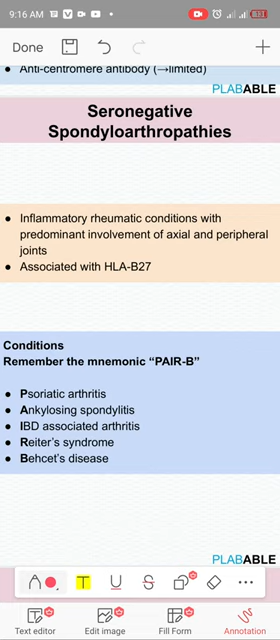 9:16 AM
Done
Anti-centromere antibody (→limited)
PLABABLE
Seronegative
Spondyloarthropathies
Inflammatory rheumatic conditions with
predominant involvement of axial and peripheral
joints
Associated with HLA-B27
Conditions
Remember the mnemonic “PAIR-B”
Psoriatic arthritis
Ankylosing spondylitis
IBD associated arthritis
Reiter's syndrome
Behcet's disease
PLABABLE
T U S
Text editor Edit image Fill Form Annotation